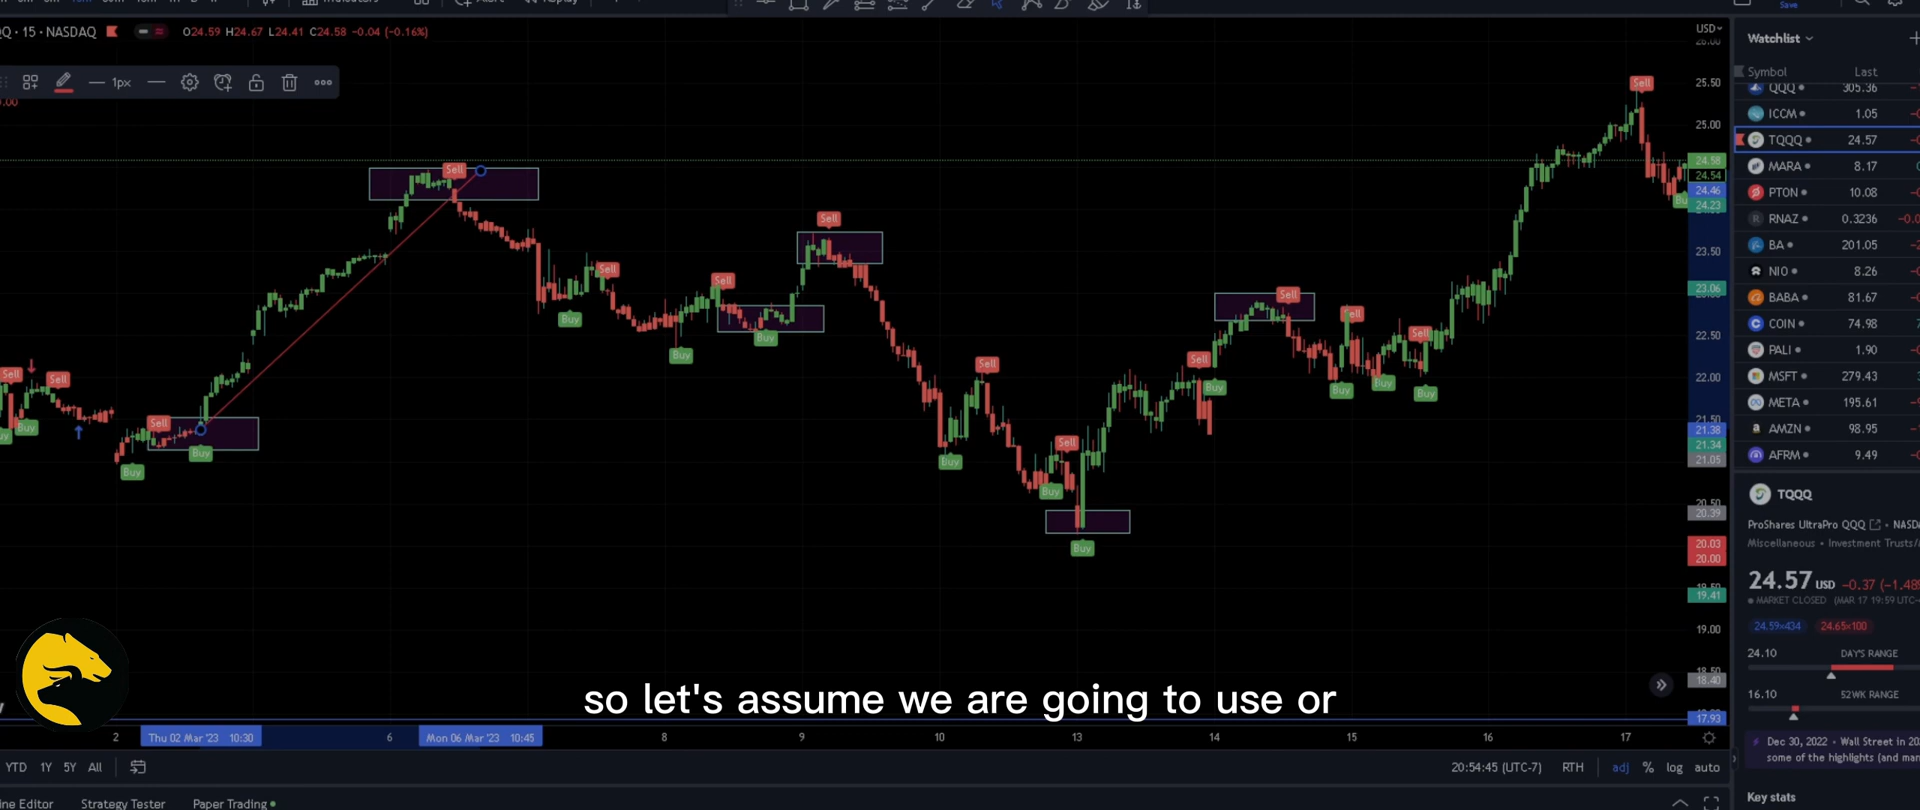 QQ · 15 · NASDAQ O24.59 H24.67 L24.41 C24.58 -0.04 (-0.16%)
1px
USD
25.50
25.00
24.58
24.54
24.46
24.23
23.50
23.06
22.50
22.00
21.50
21.38
21.34
21.05
20.50
20.39
20.03
20.00
19.41
19.00
18.50
18.40
17.93
Sell
Sell
Sell
Sell
Sell
Sell
Sell
Sell
Sell
Sell
Sell
Sell
Sell
Sell
Buy
Buy
Buy
Buy
Buy
Buy
Buy
Buy
Buy
Buy
Buy
Buy
Buy
so let's assume we are going to use or
2 Thu 02 Mar '23 10:30 6 Mon 06 Mar '23 10:45 8 9 10 13 14 15 16 17
YTD 1Y 5Y All
20:54:45 (UTC-7) RTH adj % log auto
Strategy Tester Paper Trading
Save
Watchlist
Symbol Last
QQQ 305.36
ICCM 1.05
TQQQ 24.57
MARA 8.17
PTON 10.08
RNAZ 0.3236
BA 201.05
NIO 8.26
BABA 81.67
COIN 74.98
PALI 1.90
MSFT 279.43
META 195.61
AMZN 98.95
AFRM 9.49
TQQQ
ProShares UltraPro QQQ · NASD
Miscellaneous · Investment Trusts/
24.57 USD -0.37 (-1.48
MARKET CLOSED (MAR 17 19:59 UTC-
24.59×434 24.65×100
24.10 DAY'S RANGE
16.10 52WK RANGE
Dec 30, 2022 · Wall Street in 20
some of the highlights (and man
Key stats